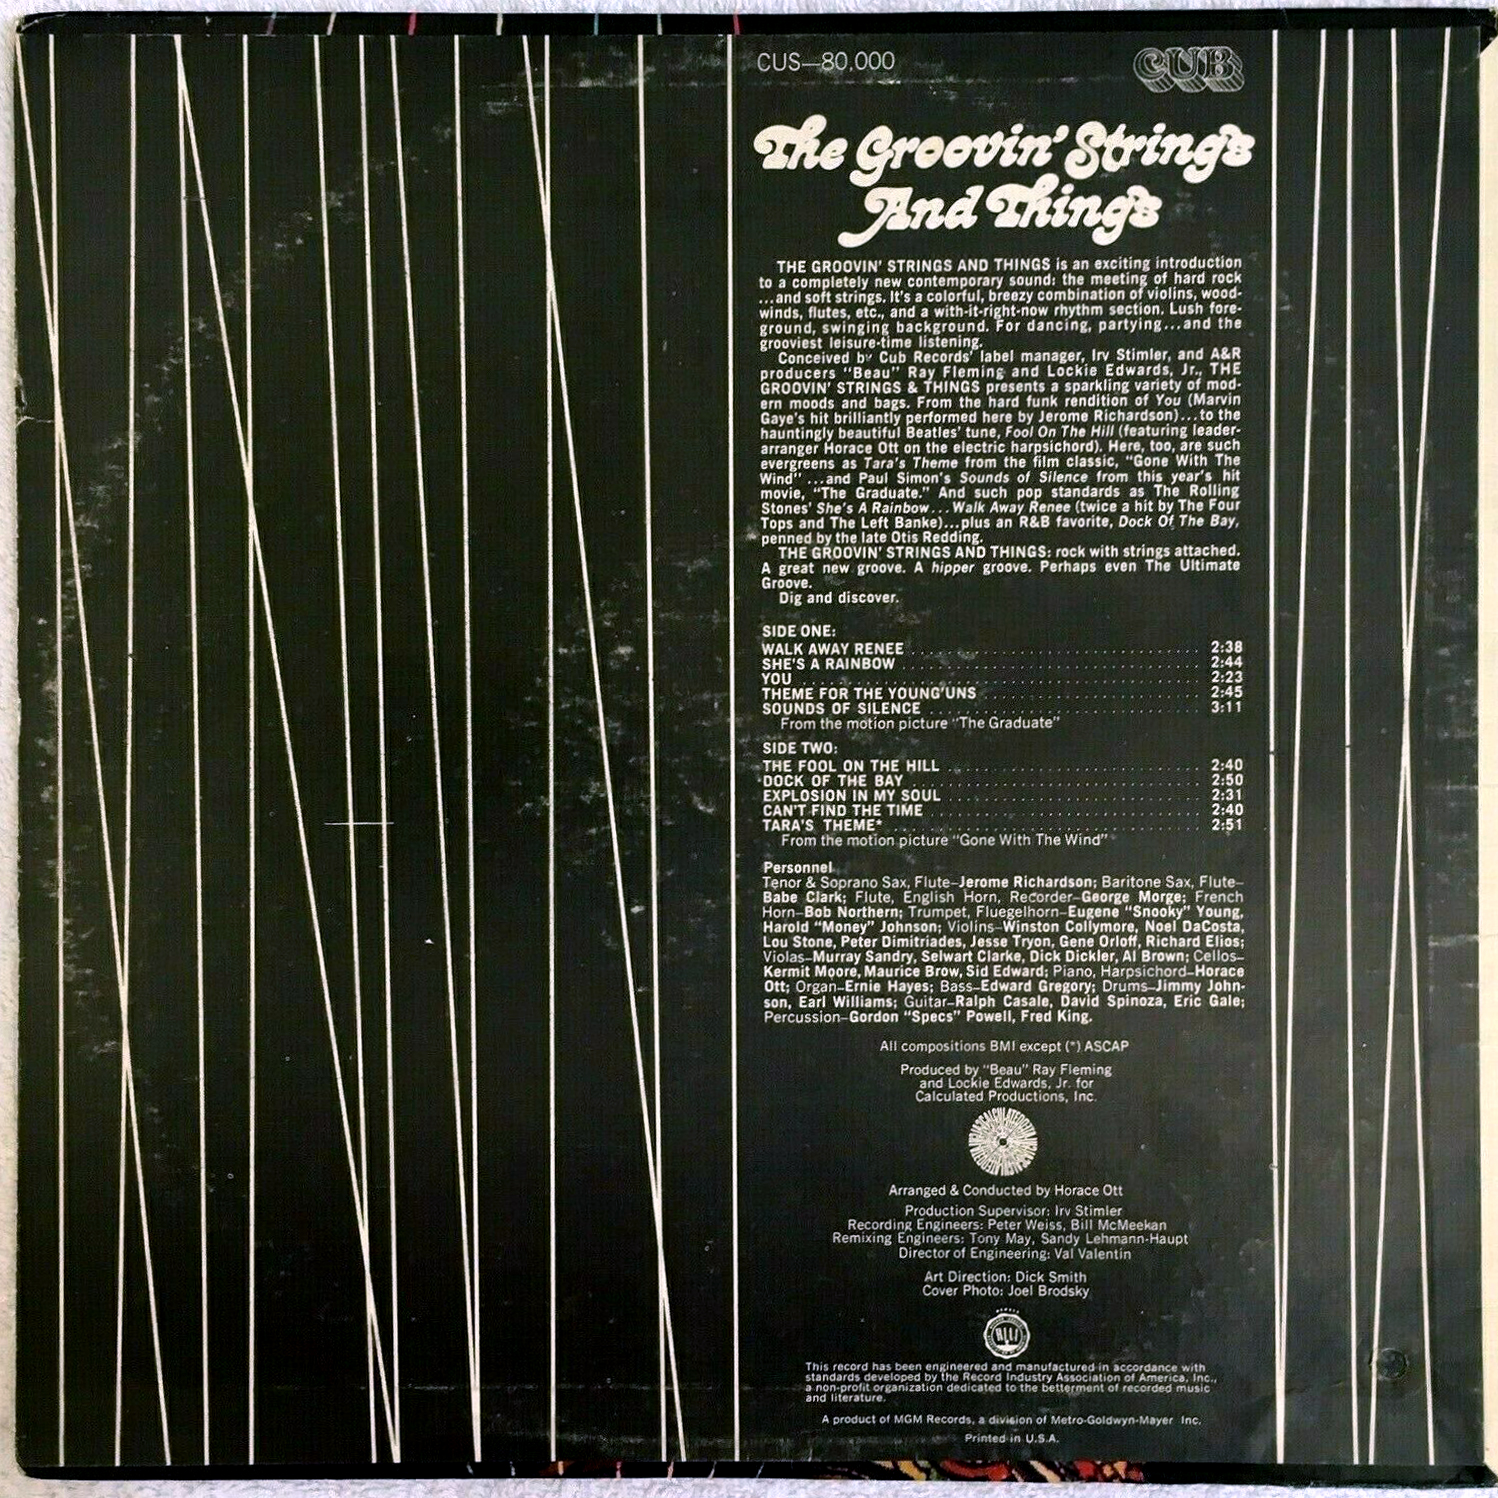 CUS—80,000
CUB
The Groovin' Strings
And Things
THE GROOVIN' STRINGS AND THINGS is an exciting introduction
to a completely new contemporary sound: the meeting of hard rock
...and soft strings. It's a colorful, breezy combination of violins, wood-
winds, flutes, etc., and a with-it-right-now rhythm section. Lush fore-
ground, swinging background. For dancing, partying...and the
grooviest leisure-time listening.
Conceived by Cub Records' label manager, Irv Stimler, and A&R
producers "Beau" Ray Fleming and Lockie Edwards, Jr., THE
GROOVIN' STRINGS & THINGS presents a sparkling variety of mod-
ern moods and bags. From the hard funk rendition of You (Marvin
Gaye's hit brilliantly performed here by Jerome Richardson)...to the
hauntingly beautiful Beatles' tune, Fool On The Hill (featuring leader-
arranger Horace Ott on the electric harpsichord). Here, too, are such
evergreens as Tara's Theme from the film classic, "Gone With The
Wind" ...and Paul Simon's Sounds of Silence from this year's hit
movie, "The Graduate." And such pop standards as The Rolling
Stones' She's A Rainbow...Walk Away Renee (twice a hit by The Four
Tops and The Left Banke)...plus an R&B favorite, Dock Of The Bay,
penned by the late Otis Redding.
THE GROOVIN' STRINGS AND THINGS: rock with strings attached.
A great new groove. A hipper groove. Perhaps even The Ultimate
Groove.
Dig and discover.
SIDE ONE:
WALK AWAY RENEE 2:38
SHE'S A RAINBOW 2:44
YOU 2:23
THEME FOR THE YOUNG'UNS 2:45
SOUNDS OF SILENCE 3:11
From the motion picture "The Graduate"
SIDE TWO:
THE FOOL ON THE HILL 2:40
DOCK OF THE BAY 2:50
EXPLOSION IN MY SOUL 2:31
CAN'T FIND THE TIME 2:40
TARA'S THEME* 2:51
From the motion picture "Gone With The Wind"
Personnel
Tenor & Soprano Sax, Flute—Jerome Richardson; Baritone Sax, Flute—
Babe Clark; Flute, English Horn, Recorder—George Morge; French
Horn—Bob Northern; Trumpet, Fluegelhorn—Eugene "Snooky" Young,
Harold "Money" Johnson; Violins—Winston Collymore, Noel DaCosta,
Lou Stone, Peter Dimitriades, Jesse Tryon, Gene Orloff, Richard Elios;
Violas—Murray Sandry, Selwart Clarke, Dick Dickler, Al Brown; Cellos—
Kermit Moore, Maurice Brow, Sid Edward; Piano, Harpsichord—Horace
Ott; Organ—Ernie Hayes; Bass—Edward Gregory; Drums—Jimmy John-
son, Earl Williams; Guitar—Ralph Casale, David Spinoza, Eric Gale;
Percussion—Gordon "Specs" Powell, Fred King.
All compositions BMI except (*) ASCAP
Produced by "Beau" Ray Fleming
and Lockie Edwards, Jr. for
Calculated Productions, Inc.
Arranged & Conducted by Horace Ott
Production Supervisor: Irv Stimler
Recording Engineers: Peter Weiss, Bill McMeekan
Remixing Engineers: Tony May, Sandy Lehmann-Haupt
Director of Engineering: Val Valentin
Art Direction: Dick Smith
Cover Photo: Joel Brodsky
This record has been engineered and manufactured in accordance with
standards developed by the Record Industry Association of America, Inc.,
a non-profit organization dedicated to the betterment of recorded music
and literature.
A product of MGM Records, a division of Metro-Goldwyn-Mayer Inc.
Printed in U.S.A.